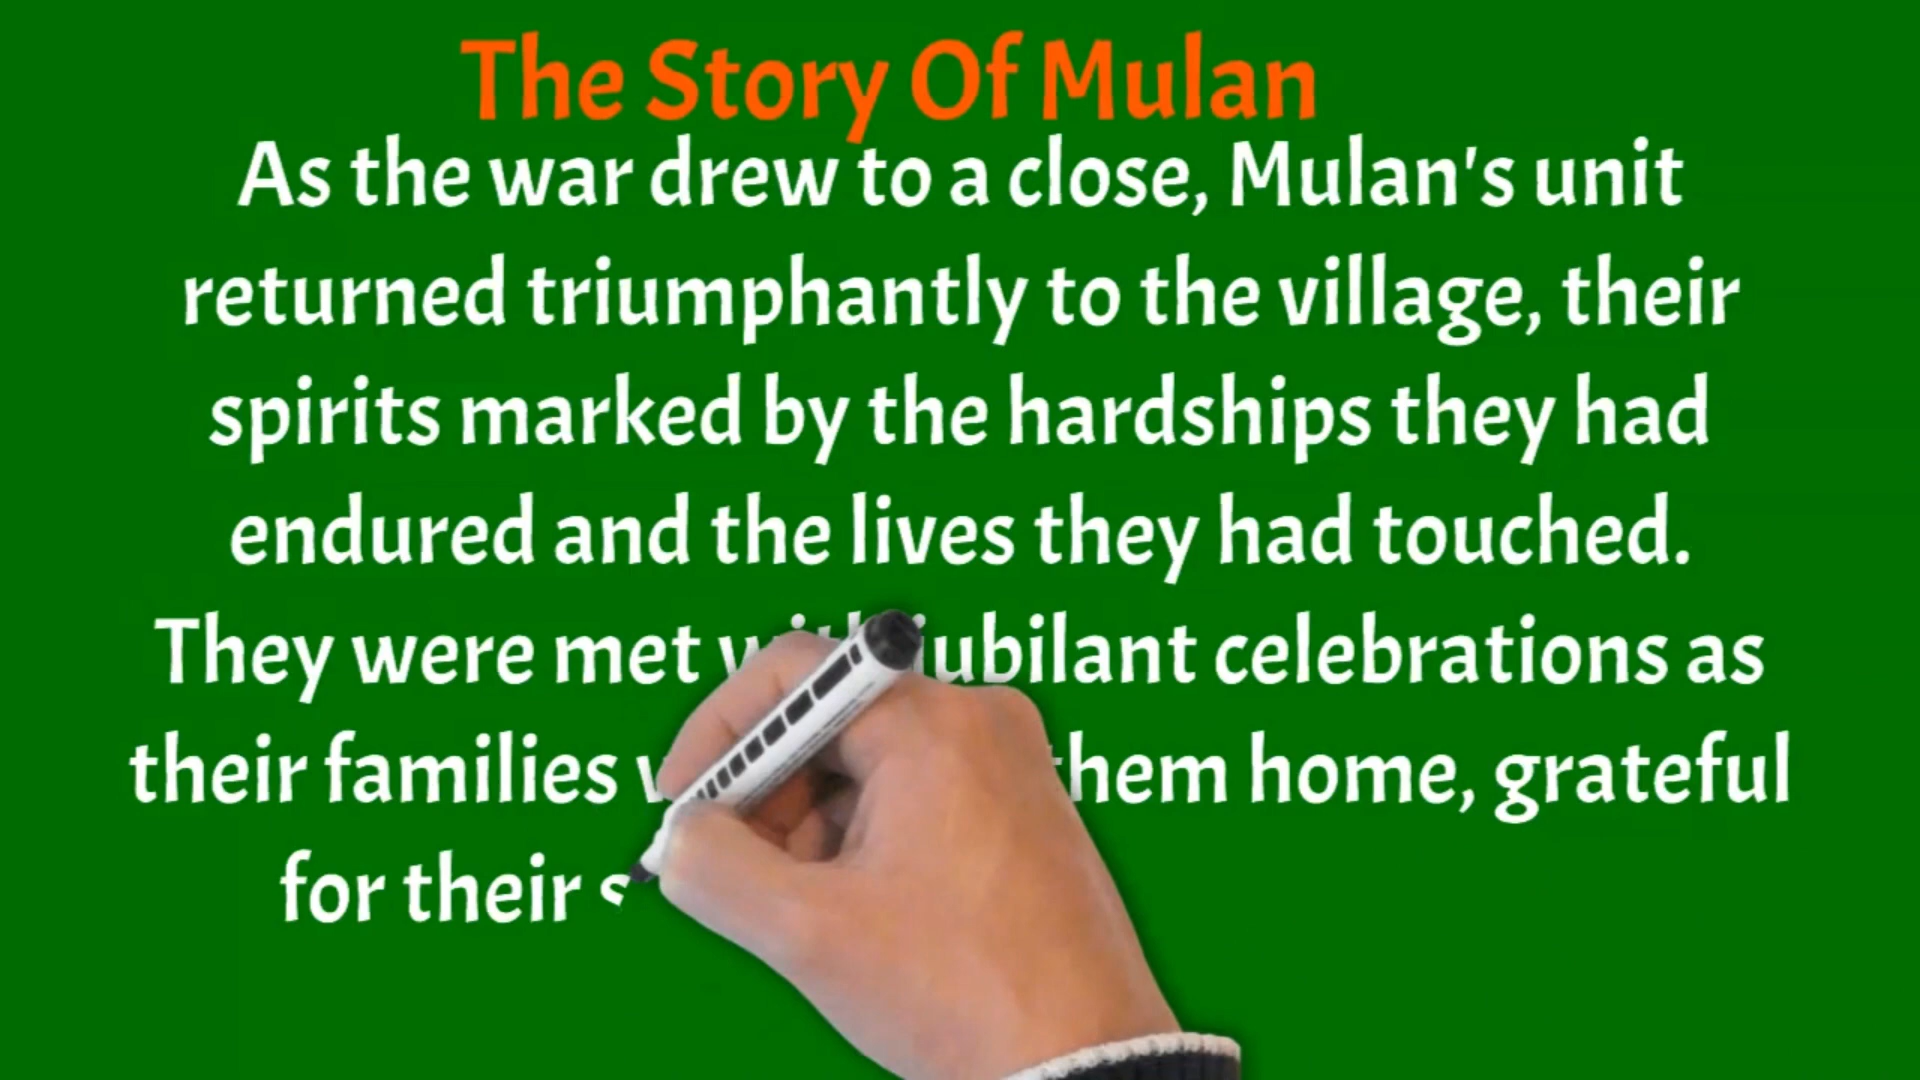 The Story Of Mulan
As the war drew to a close, Mulan's unit
returned triumphantly to the village, their
spirits marked by the hardships they had
endured and the lives they had touched.
They were met with jubilant celebrations as
their families them home, grateful
for their